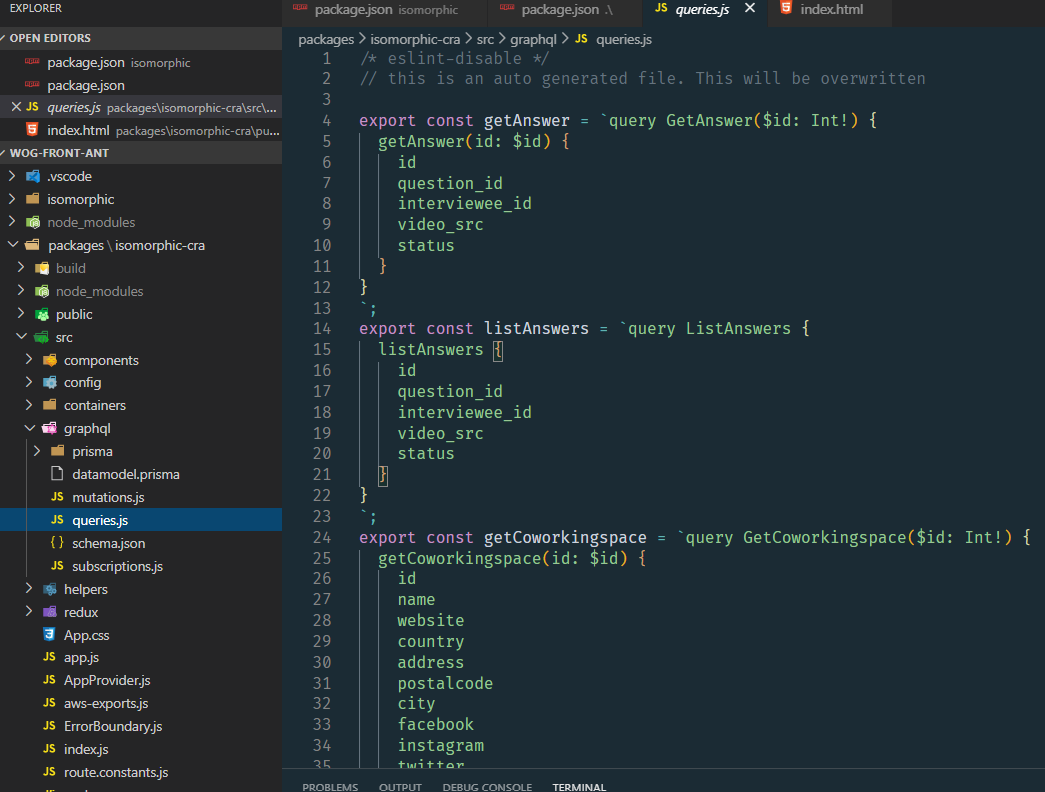 EXPLORER
OPEN EDITORS
package.json isomorphic
package.json
JS queries.js packages\isomorphic-cra\src\...
index.html packages\isomorphic-cra\pu...
WOG-FRONT-ANT
.vscode
isomorphic
node_modules
packages \ isomorphic-cra
build
node_modules
public
src
components
config
containers
graphql
prisma
datamodel.prisma
JS mutations.js
JS queries.js
{} schema.json
JS subscriptions.js
helpers
redux
App.css
JS app.js
JS AppProvider.js
JS aws-exports.js
JS ErrorBoundary.js
JS index.js
JS route.constants.js
package.json isomorphic
package.json .\
JS queries.js
index.html
packages > isomorphic-cra > src > graphql > JS queries.js
1 /* eslint-disable */
2 // this is an auto generated file. This will be overwritten
3
4 export const getAnswer = `query GetAnswer($id: Int!) {
5 getAnswer(id: $id) {
6 id
7 question_id
8 interviewee_id
9 video_src
10 status
11 }
12 }
13 `;
14 export const listAnswers = `query ListAnswers {
15 listAnswers {
16 id
17 question_id
18 interviewee_id
19 video_src
20 status
21 }
22 }
23 `;
24 export const getCoworkingspace = `query GetCoworkingspace($id: Int!) {
25 getCoworkingspace(id: $id) {
26 id
27 name
28 website
29 country
30 address
31 postalcode
32 city
33 facebook
34 instagram
35 twitter
PROBLEMS OUTPUT DEBUG CONSOLE TERMINAL